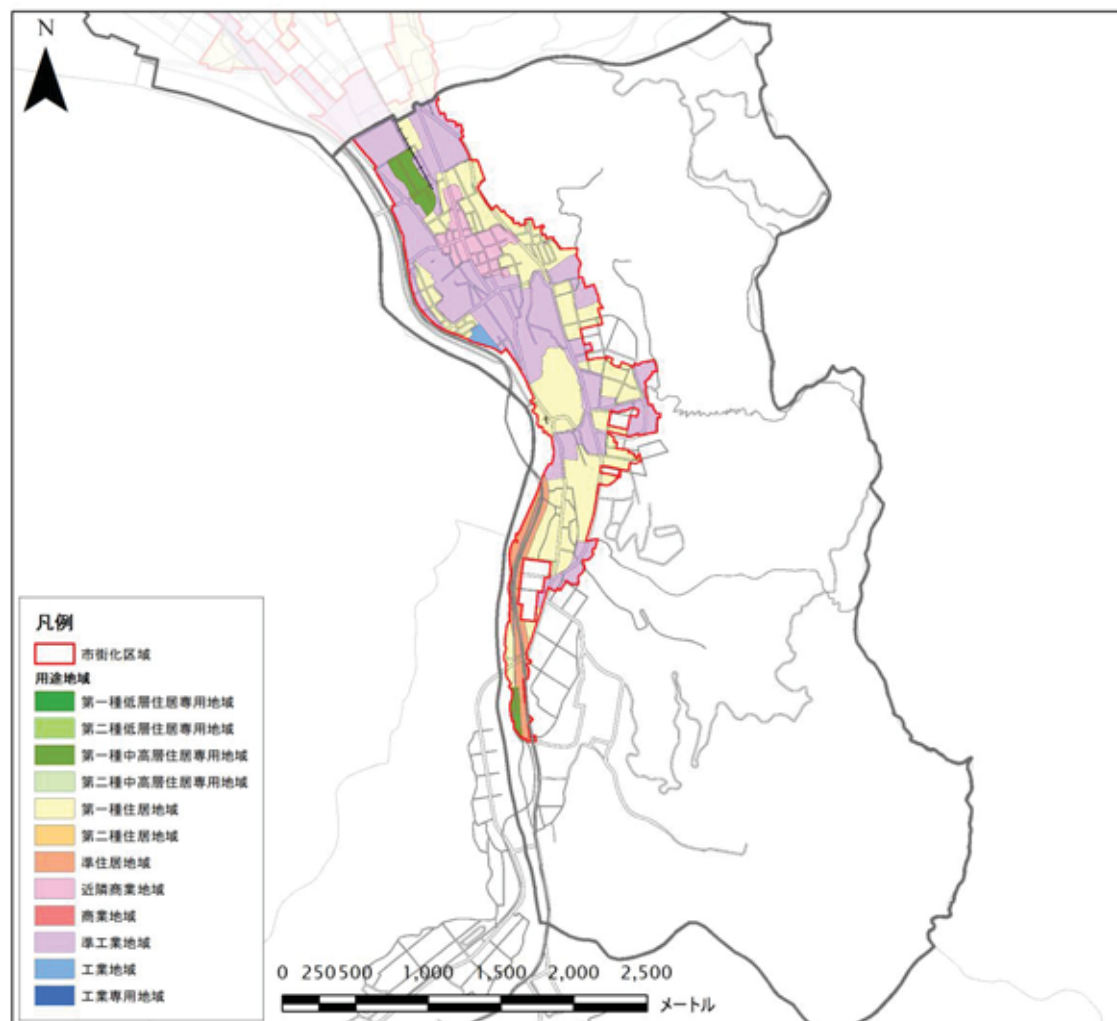 N
凡例
市街化区域
用途地域
第一種低層住居専用地域
第二種低層住居専用地域
第一種中高層住居専用地域
第二種中高層住居専用地域
第一種住居地域
第二種住居地域
準住居地域
近隣商業地域
商業地域
準工業地域
工業地域
工業専用地域
0 250500 1,000 1,500 2,000 2,500
メートル